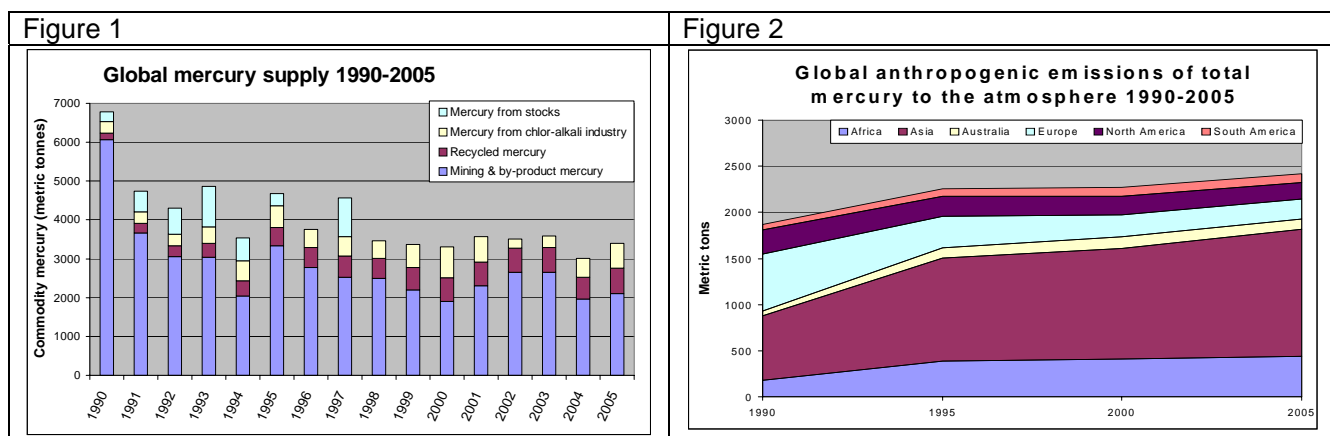 Figure 1
Figure 2
Global mercury supply 1990-2005
Commodity mercury (metric tonnes)
7000
6000
5000
4000
3000
2000
1000
0
Mercury from stocks
Mercury from chlor-alkali industry
Recycled mercury
Mining & by-product mercury
1990
1991
1992
1993
1994
1995
1996
1997
1998
1999
2000
2001
2002
2003
2004
2005
Global anthropogenic emissions of total
mercury to the atmosphere 1990-2005
Metric tons
3000
2500
2000
1500
1000
500
0
Africa Asia Australia Europe North America South America
1990 1995 2000 2005